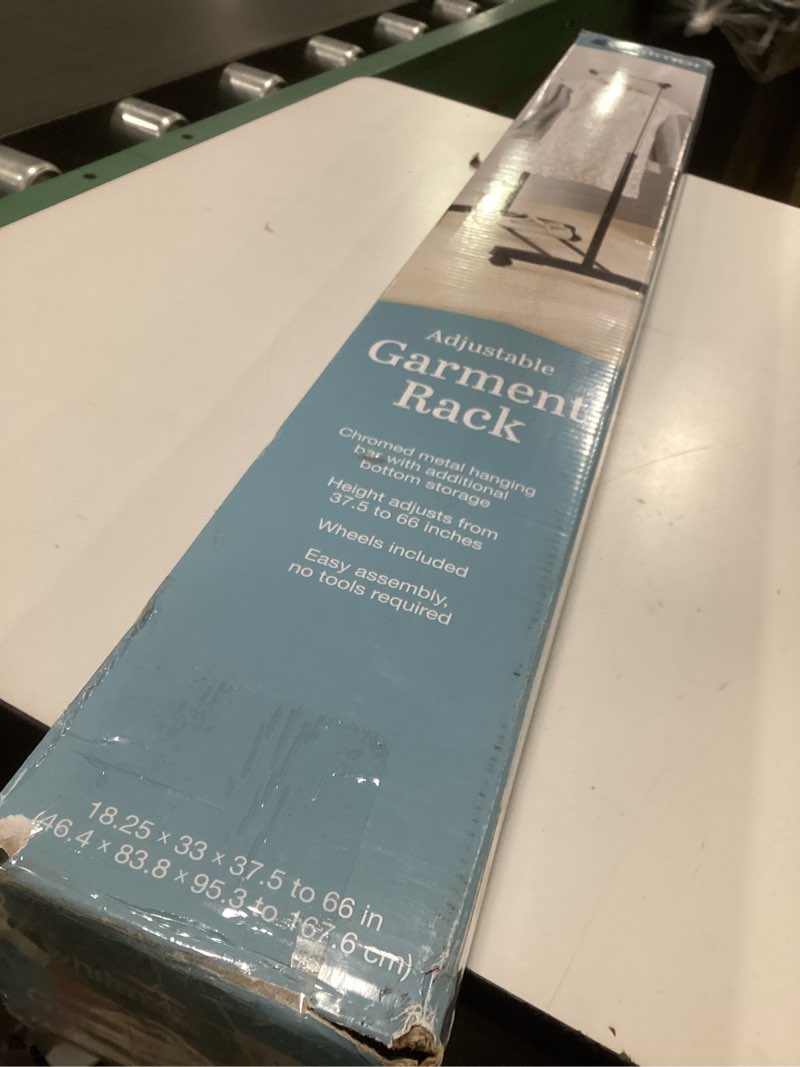 Adjustable
Garment
Rack
Chromed metal hanging
bar with additional
bottom storage
Height adjusts from
37.5 to 66 inches
Wheels included
Easy assembly,
no tools required
18.25 x 33 x 37.5 to 66 in
(46.4 x 83.8 x 95.3 to 167.6 cm)